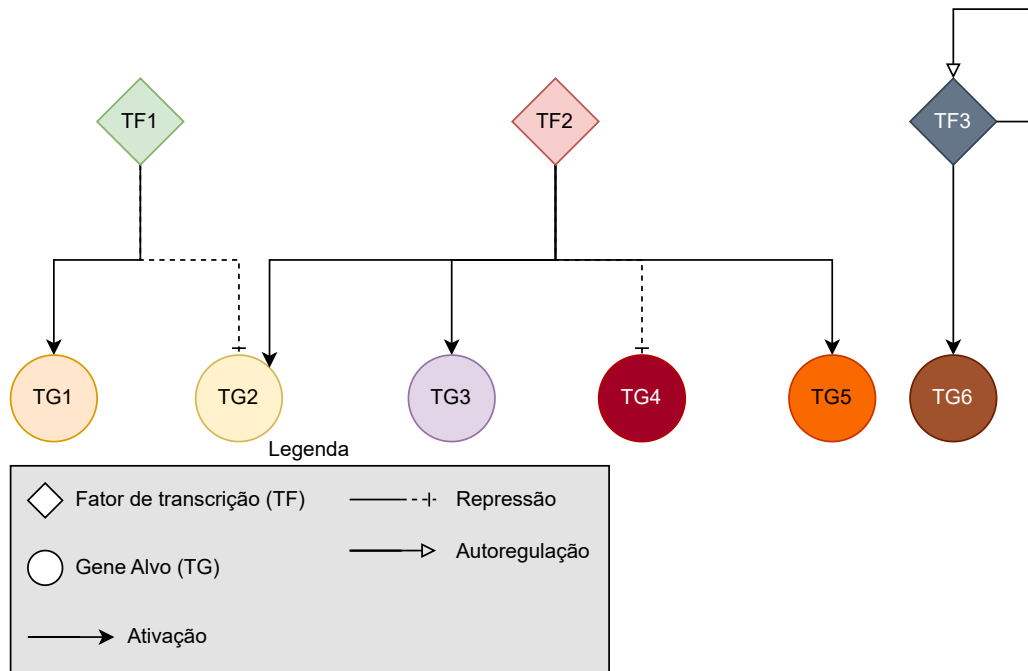 TF1
TF2
TF3
TG1
TG2
TG3
TG4
TG5
TG6
Legenda
Fator de transcrição (TF)
Repressão
Autoregulação
Gene Alvo (TG)
Ativação